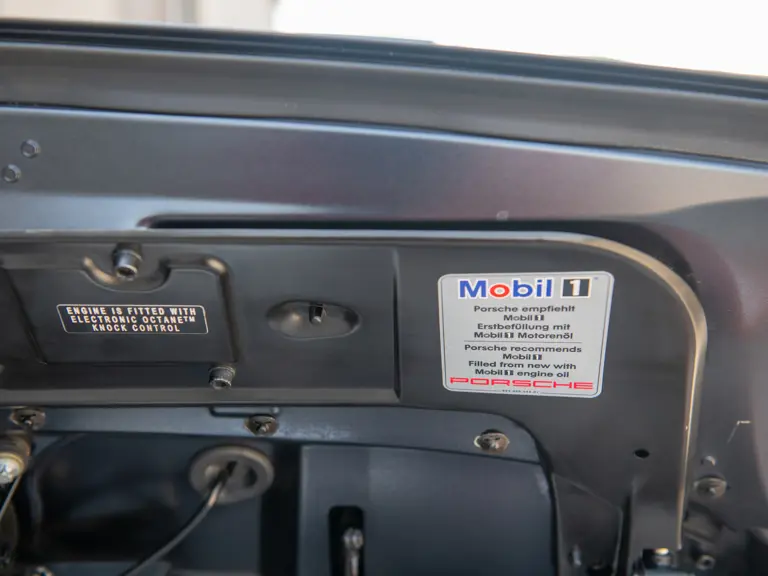 ENGINE IS FITTED WITH
ELECTRONIC OCTANE™
KNOCK CONTROL
Mobil 1
Porsche empfiehlt
Mobil 1
Erstbefüllung mit
Mobil 1 Motorenöl
Porsche recommends
Mobil 1
Filled from new with
Mobil 1 engine oil
PORSCHE